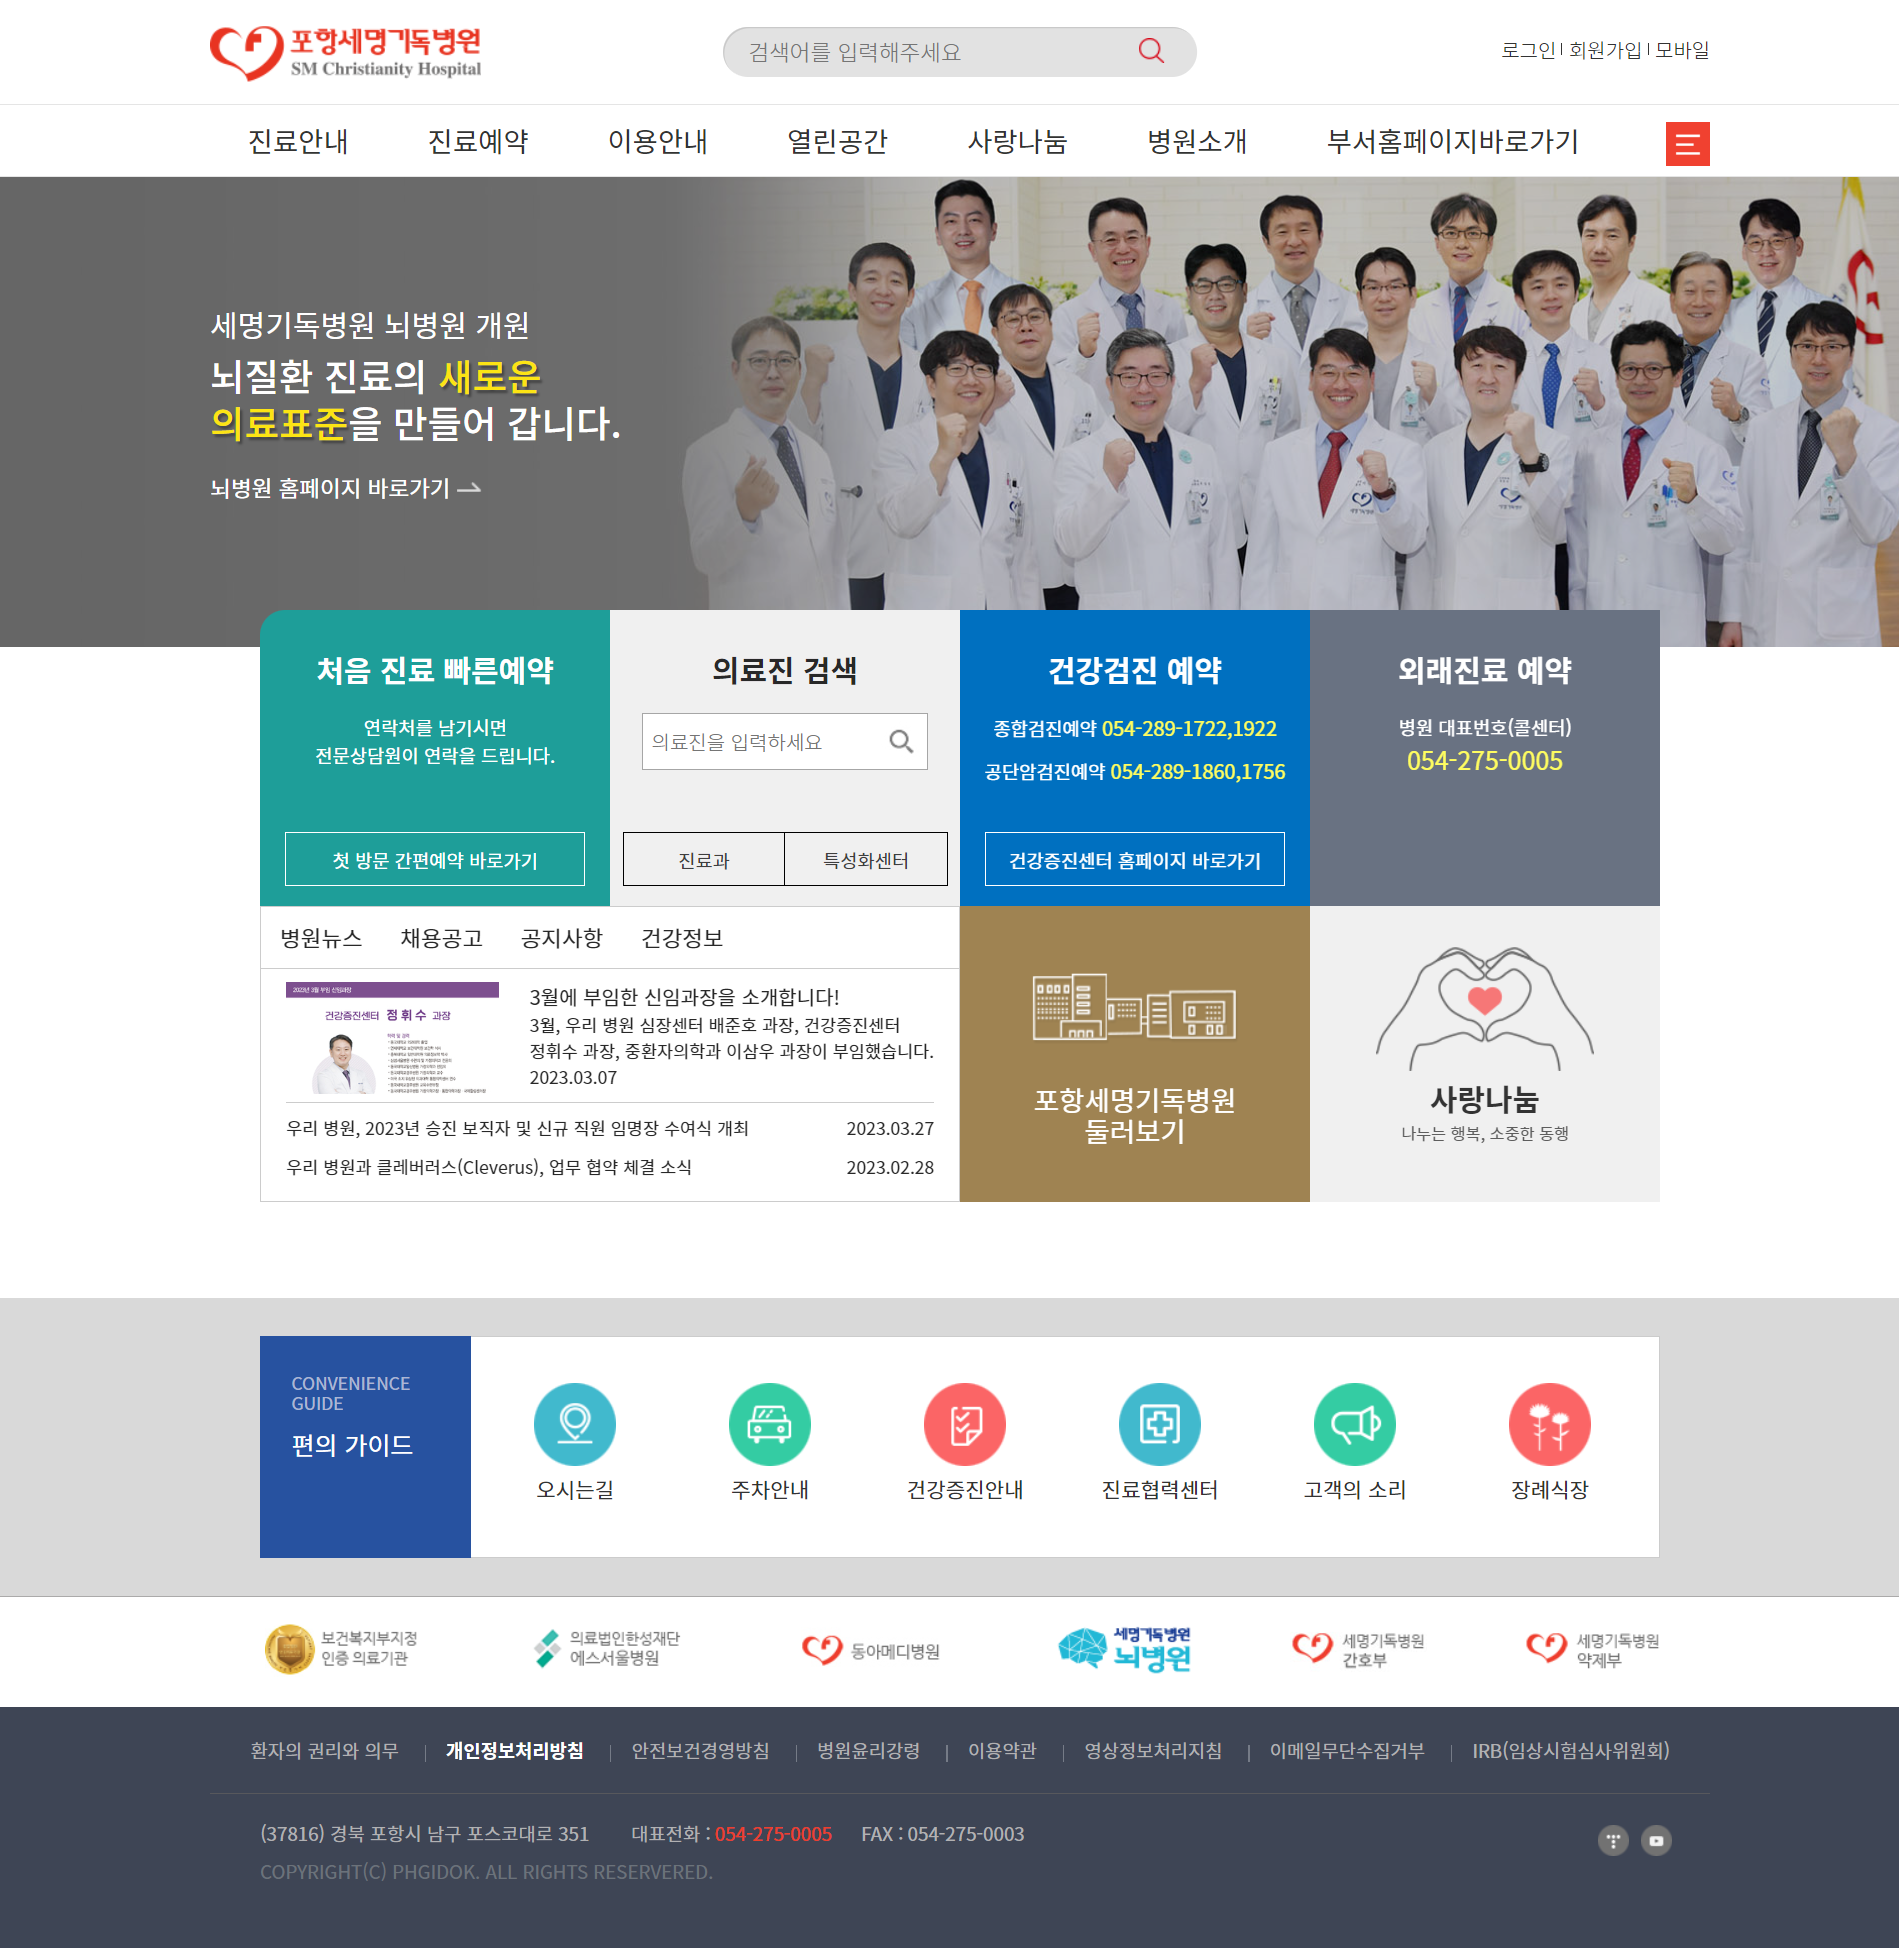 포항세명기독병원
SM Christianity Hospital
검색어를 입력해주세요
로그인 회원가입 모바일
진료안내 진료예약 이용안내 열린공간 사랑나눔 병원소개 부서홈페이지바로가기
세명기독병원 뇌병원 개원
뇌질환 진료의 새로운
의료표준을 만들어 갑니다.
뇌병원 홈페이지 바로가기
처음 진료 빠른예약
연락처를 남기시면
전문상담원이 연락을 드립니다.
첫 방문 간편예약 바로가기
의료진 검색
의료진을 입력하세요
진료과 특성화센터
건강검진 예약
종합검진예약 054-289-1722,1922
공단암검진예약 054-289-1860,1756
건강증진센터 홈페이지 바로가기
외래진료 예약
병원 대표번호(콜센터)
054-275-0005
병원뉴스 채용공고 공지사항 건강정보
2023년 3월 부임 신임과장
건강증진센터 정휘수 과장
3월에 부임한 신임과장을 소개합니다!
3월, 우리 병원 심장센터 배준호 과장, 건강증진센터
정휘수 과장, 중환자의학과 이삼우 과장이 부임했습니다.
2023.03.07
우리 병원, 2023년 승진 보직자 및 신규 직원 임명장 수여식 개최 2023.03.27
우리 병원과 클레버러스(Cleverus), 업무 협약 체결 소식 2023.02.28
포항세명기독병원
둘러보기
사랑나눔
나누는 행복, 소중한 동행
CONVENIENCE
GUIDE
편의 가이드
오시는길 주차안내 건강증진안내 진료협력센터 고객의 소리 장례식장
보건복지부지정
인증 의료기관
의료법인한성재단
에스서울병원
동아메디병원
세명기독병원
뇌병원
세명기독병원
간호부
세명기독병원
약제부
환자의 권리와 의무 개인정보처리방침 안전보건경영방침 병원윤리강령 이용약관 영상정보처리지침 이메일무단수집거부 IRB(임상시험심사위원회)
(37816) 경북 포항시 남구 포스코대로 351 대표전화 : 054-275-0005 FAX : 054-275-0003
COPYRIGHT(C) PHGIDOK. ALL RIGHTS RESERVERED.